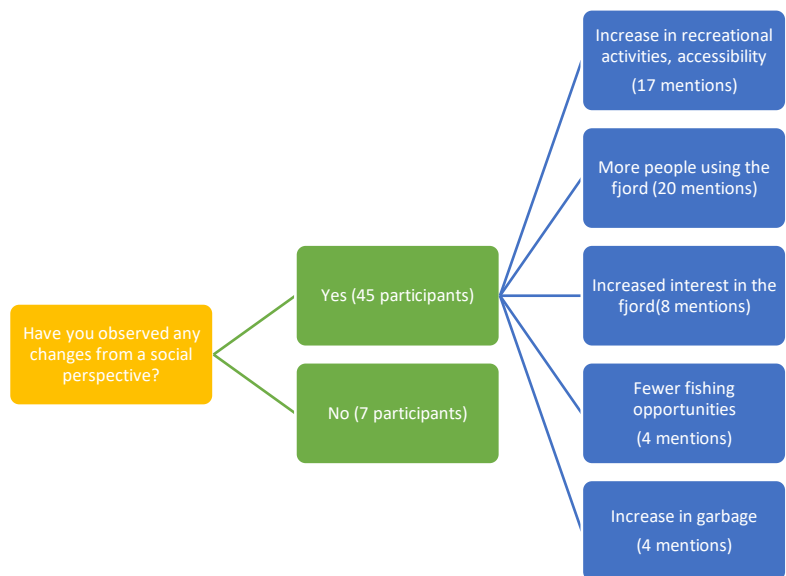 Have you observed any
changes from a social
perspective?
Yes (45 participants)
No (7 participants)
Increase in recreational
activities, accessibility
(17 mentions)
More people using the
fjord (20 mentions)
Increased interest in the
fjord(8 mentions)
Fewer fishing
opportunities
(4 mentions)
Increase in garbage
(4 mentions)